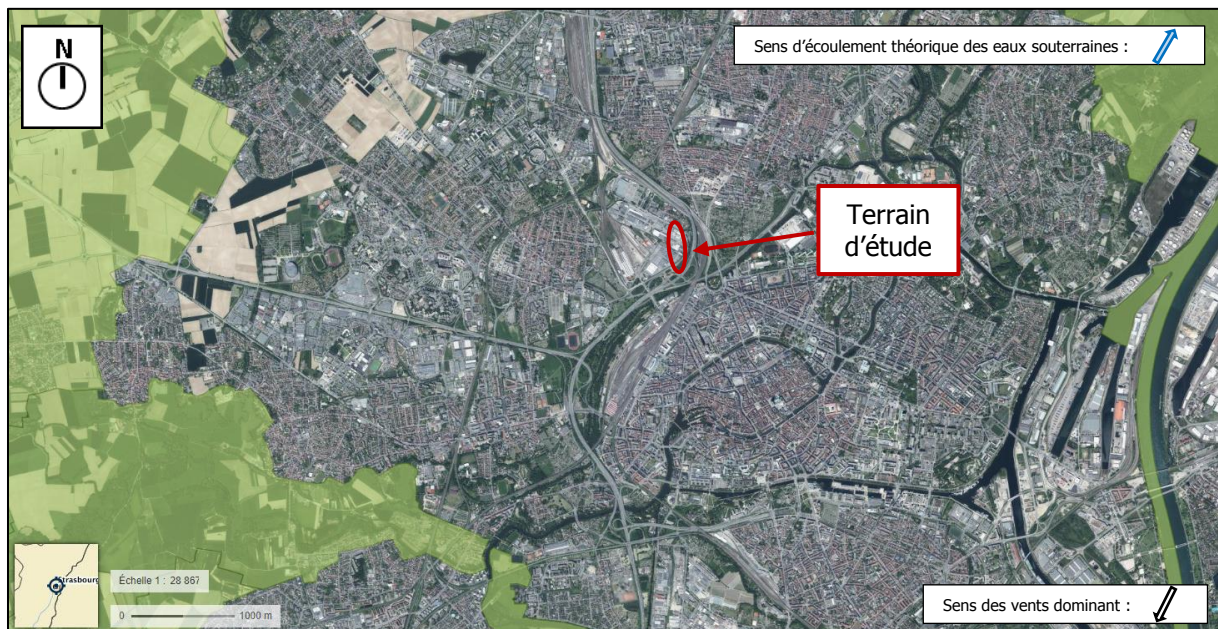 N
Sens d'écoulement théorique des eaux souterraines :
Terrain
d'étude
Strasbourg
Échelle 1 : 28 867
0
1000 m
Sens des vents dominant :